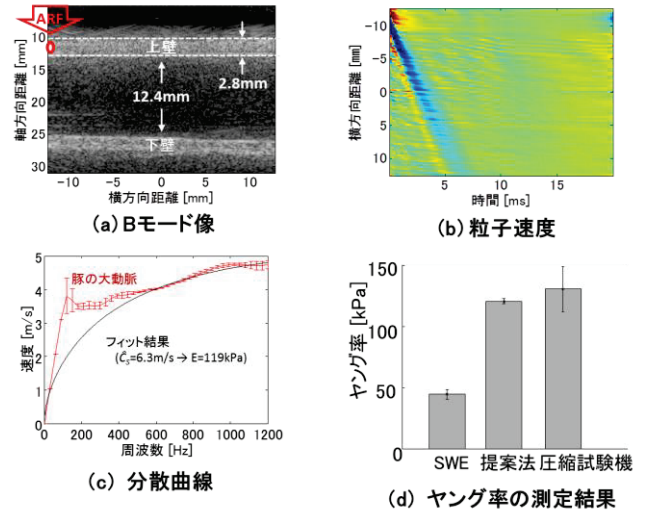 ARF
10
15
20
25
30
軸方向距離 [mm]
上壁
2.8mm
12.4mm
下壁
-10
-5
0
5
10
横方向距離 [mm]
(a) Bモード像
-10
-5
0
5
10
横方向距離 [mm]
5
10
15
時間 [ms]
(b) 粒子速度
5
4
3
2
1
0
速度 [m/s]
豚の大動脈
フィット結果
(ĉₛ=6.3m/s → E=119kPa)
0
200
400
600
800
1000
1200
周波数 [Hz]
(c) 分散曲線
150
100
50
0
ヤング率 [kPa]
SWE 提案法 圧縮試験機
(d) ヤング率の測定結果